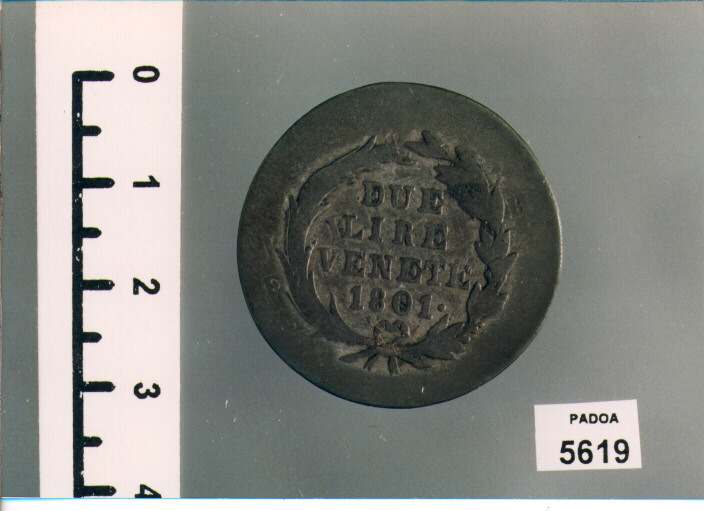 0
1
2
3
4
DUE
LIRE
VENETE
1801.
PADOA
5619